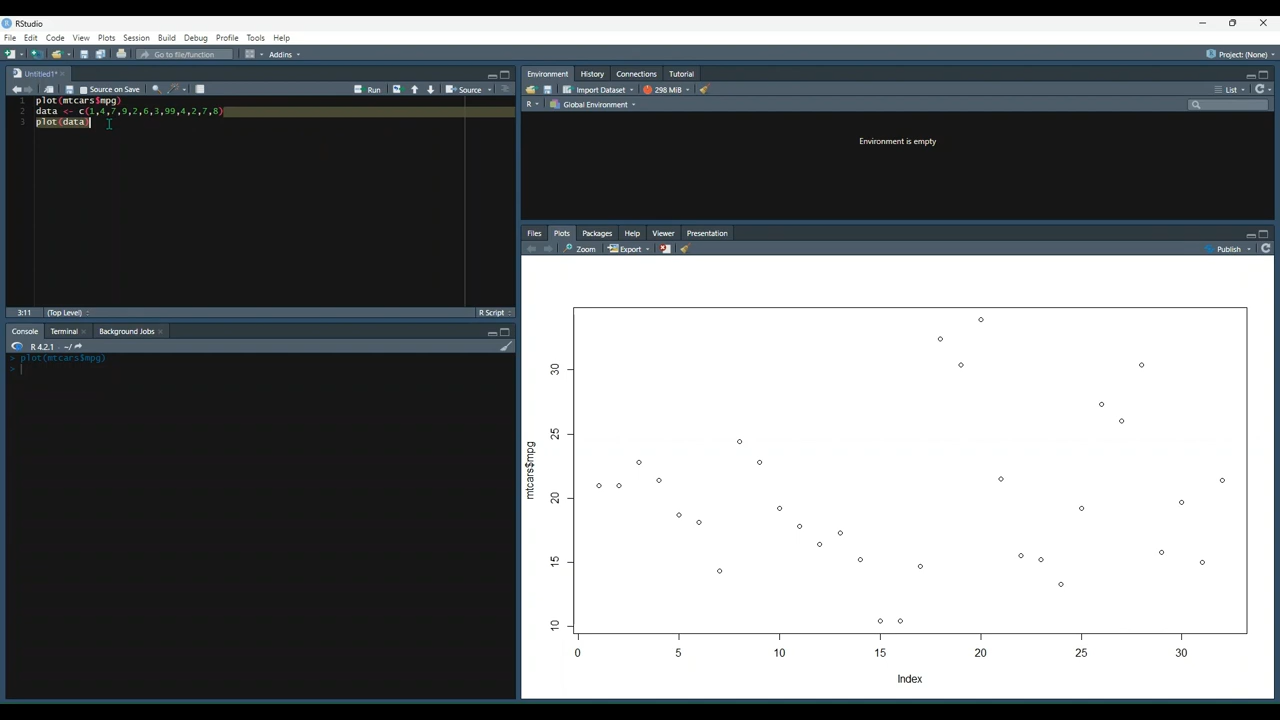 RStudio
File Edit Code View Plots Session Build Debug Profile Tools Help
Go to file/function Addins Project: (None)
Untitled1*
Source on Save Run Source
1 plot(mtcars$mpg)
2 data <- c(1,4,7,9,2,6,3,99,4,2,7,8)
3 plot(data)
3:11 (Top Level) R Script
Console Terminal Background Jobs
R 4.2.1 · ~/
> plot(mtcars$mpg)
>
Environment History Connections Tutorial
Import Dataset 298 MiB List
R Global Environment
Environment is empty
Files Plots Packages Help Viewer Presentation
Zoom Export Publish
mtcars$mpg
30
25
20
15
10
0 5 10 15 20 25 30
Index